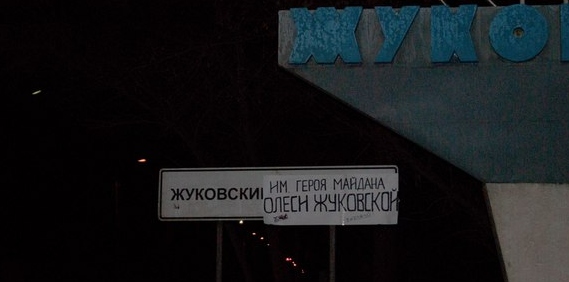 ЖУКО
ЖУКОВСКИ
ИМ. ГЕРОЯ МАЙДАНА
ОЛЕСИ ЖУКОВСКОЙ